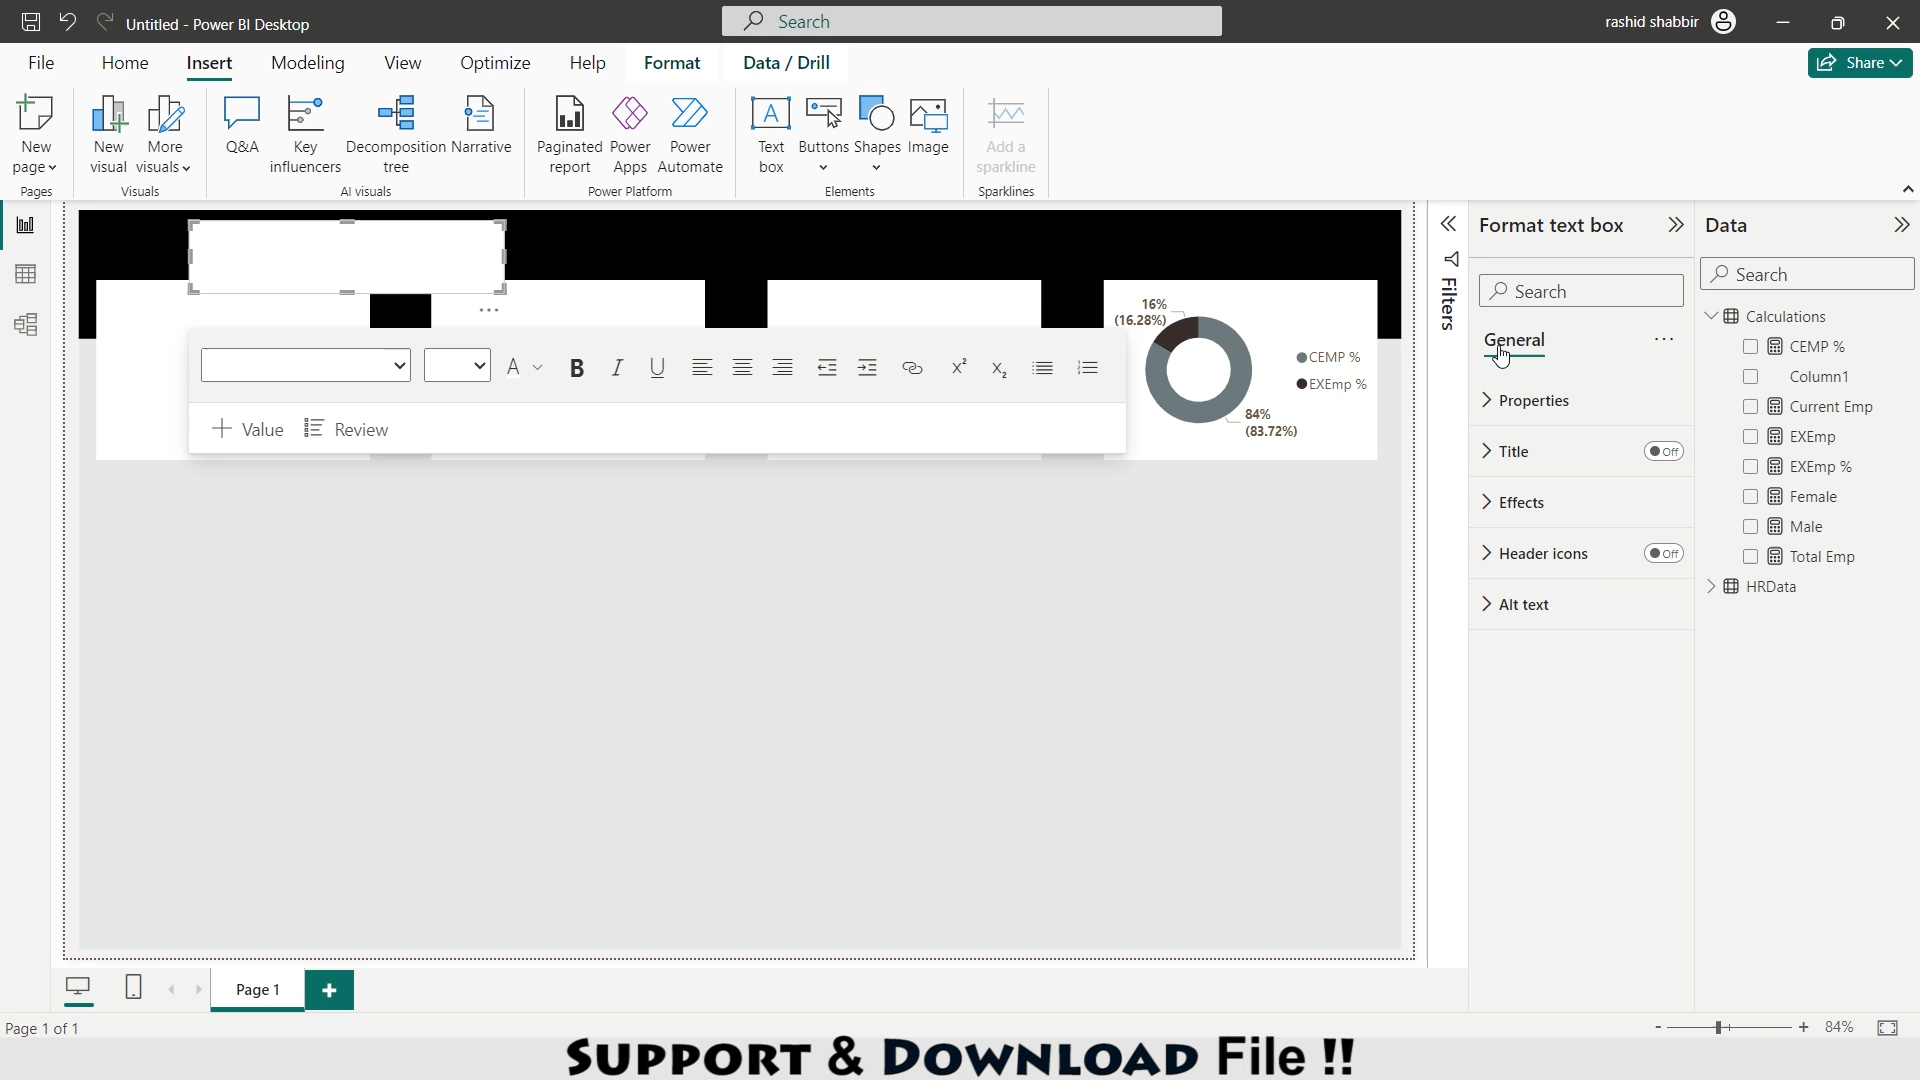 Untitled - Power BI Desktop
Search
rashid shabbir
File
Home
Insert
Modeling
View
Optimize
Help
Format
Data / Drill
Share
New page
New visual
More visuals
Q&A
Key influencers
Decomposition tree
Narrative
Paginated report
Power Apps
Power Automate
Text box
Buttons
Shapes
Image
Add a sparkline
Pages
Visuals
AI visuals
Power Platform
Elements
Sparklines
Filters
Format text box
Search
General
Properties
Title
Off
Effects
Header icons
Off
Alt text
Data
Search
Calculations
CEMP %
Column1
Current Emp
EXEmp
EXEmp %
Female
Male
Total Emp
HRData
16%
(16.28%)
84%
(83.72%)
CEMP %
EXEmp %
A
B
I
U
Value
Review
Page 1
Page 1 of 1
- + 84%
Support & Download File !!